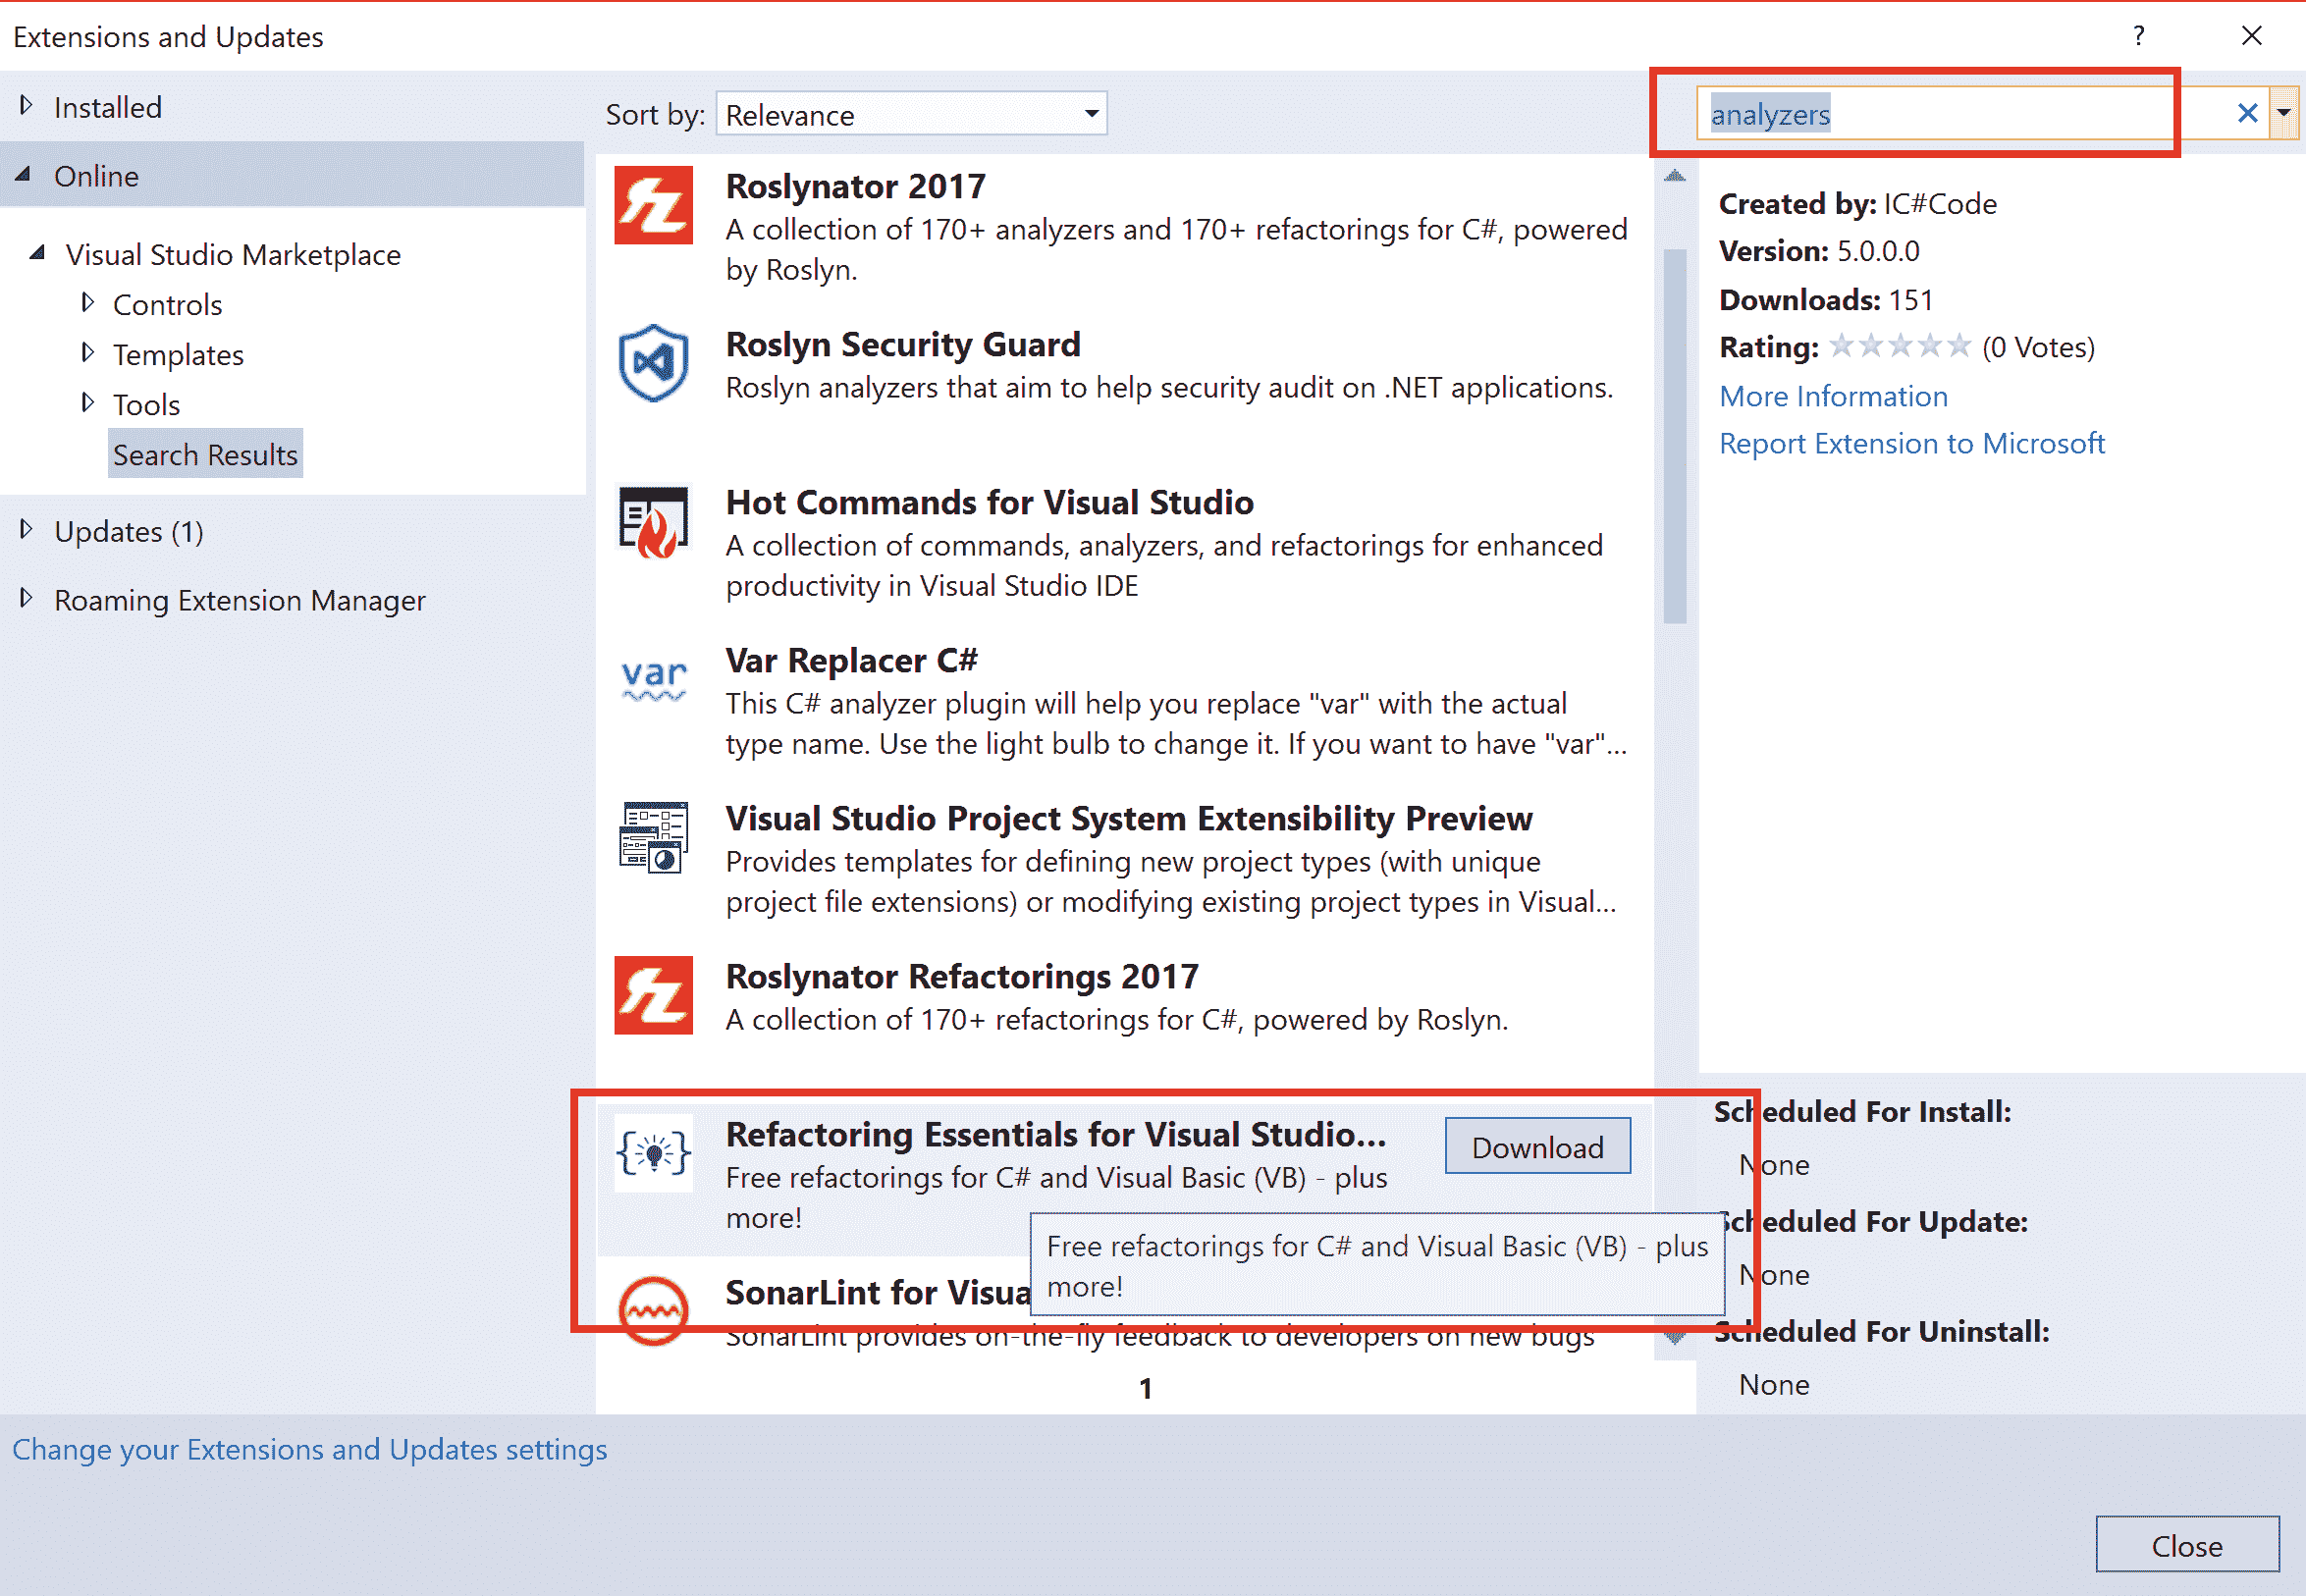 Extensions and Updates
?
Installed
Online
Visual Studio Marketplace
Controls
Templates
Tools
Search Results
Updates (1)
Roaming Extension Manager
Sort by: Relevance
analyzers
Roslynator 2017
A collection of 170+ analyzers and 170+ refactorings for C#, powered
by Roslyn.
Roslyn Security Guard
Roslyn analyzers that aim to help security audit on .NET applications.
Hot Commands for Visual Studio
A collection of commands, analyzers, and refactorings for enhanced
productivity in Visual Studio IDE
var
Var Replacer C#
This C# analyzer plugin will help you replace "var" with the actual
type name. Use the light bulb to change it. If you want to have "var"...
Visual Studio Project System Extensibility Preview
Provides templates for defining new project types (with unique
project file extensions) or modifying existing project types in Visual...
Roslynator Refactorings 2017
A collection of 170+ refactorings for C#, powered by Roslyn.
Refactoring Essentials for Visual Studio...
Download
Free refactorings for C# and Visual Basic (VB) - plus
more!
Free refactorings for C# and Visual Basic (VB) - plus
more!
SonarLint for Visua
SonarLint provides on-the-fly feedback to developers on new bugs
1
Created by: IC#Code
Version: 5.0.0.0
Downloads: 151
Rating: (0 Votes)
More Information
Report Extension to Microsoft
Scheduled For Install:
None
Scheduled For Update:
None
Scheduled For Uninstall:
None
Change your Extensions and Updates settings
Close